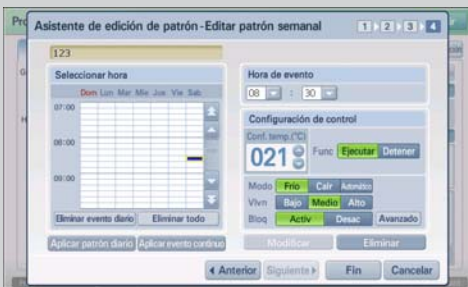 Asistente de edición de patrón-Editar patrón semanal
1 2 3 4
123
Seleccionar hora
Dom Lun Mar Mie Jue Vie Sab
07:00
08:00
09:00
Eliminar evento diario Eliminar todo
Aplicar patrón diario Aplicar evento continuo
Hora de evento
08 : 30
Configuración de control
Conf. temp.(°C)
021 Func Ejecutar Detener
Modo Frío Calr Automático
Vlvn Bajo Medio Alto
Bloq Activ Desac Avanzado
Modificar Eliminar
Anterior Siguiente Fin Cancelar